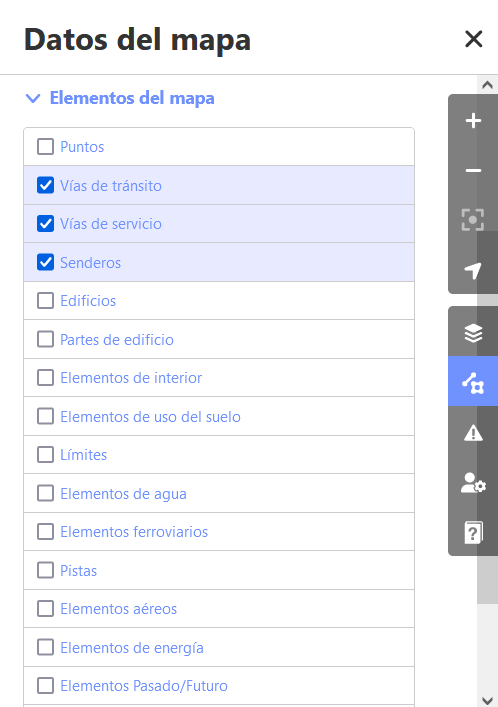 Datos del mapa
Elementos del mapa
Puntos
Vías de tránsito
Vías de servicio
Senderos
Edificios
Partes de edificio
Elementos de interior
Elementos de uso del suelo
Límites
Elementos de agua
Elementos ferroviarios
Pistas
Elementos aéreos
Elementos de energía
Elementos Pasado/Futuro